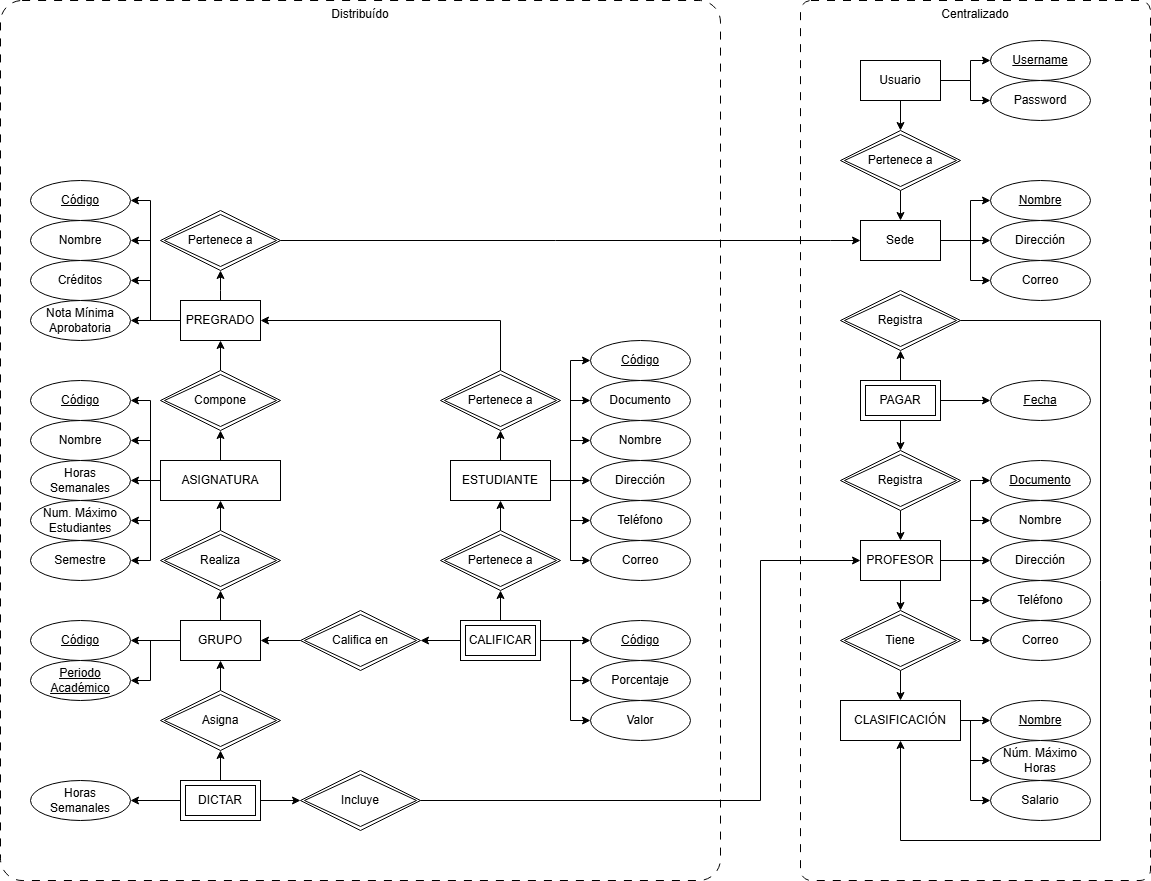 Distribuído
Código
Nombre
Créditos
Nota Mínima
Aprobatoria
Pertenece a
PREGRADO
Compone
Pertenece a
Código
Nombre
Horas
Semanales
Num. Máximo
Estudiantes
Semestre
ASIGNATURA
ESTUDIANTE
Código
Documento
Nombre
Dirección
Teléfono
Correo
Realiza
Pertenece a
Código
Periodo
Académico
GRUPO
Califica en
CALIFICAR
Código
Porcentaje
Valor
Asigna
Horas
Semanales
DICTAR
Incluye
Centralizado
Usuario
Username
Password
Pertenece a
Sede
Nombre
Dirección
Correo
Registra
PAGAR
Fecha
Registra
PROFESOR
Documento
Nombre
Dirección
Teléfono
Correo
Tiene
CLASIFICACIÓN
Nombre
Núm. Máximo
Horas
Salario